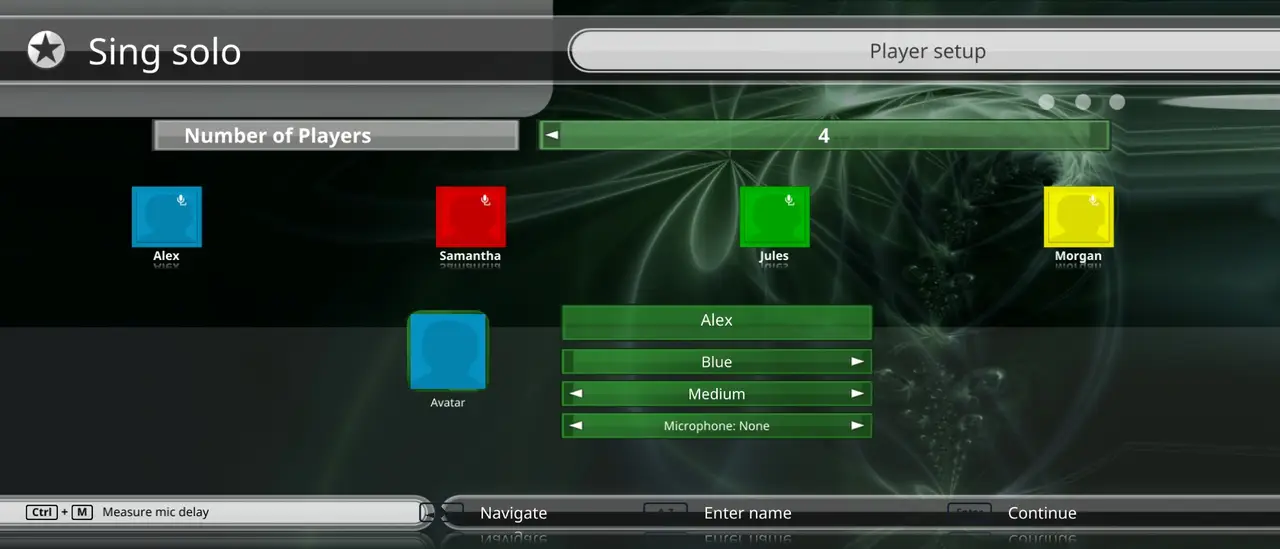 Sing solo
Player setup
Number of Players
4
Alex
Samantha
Jules
Morgan
Alex
Blue
Avatar
Medium
Microphone: None
Ctrl + M Measure mic delay
Navigate
Enter name
Continue